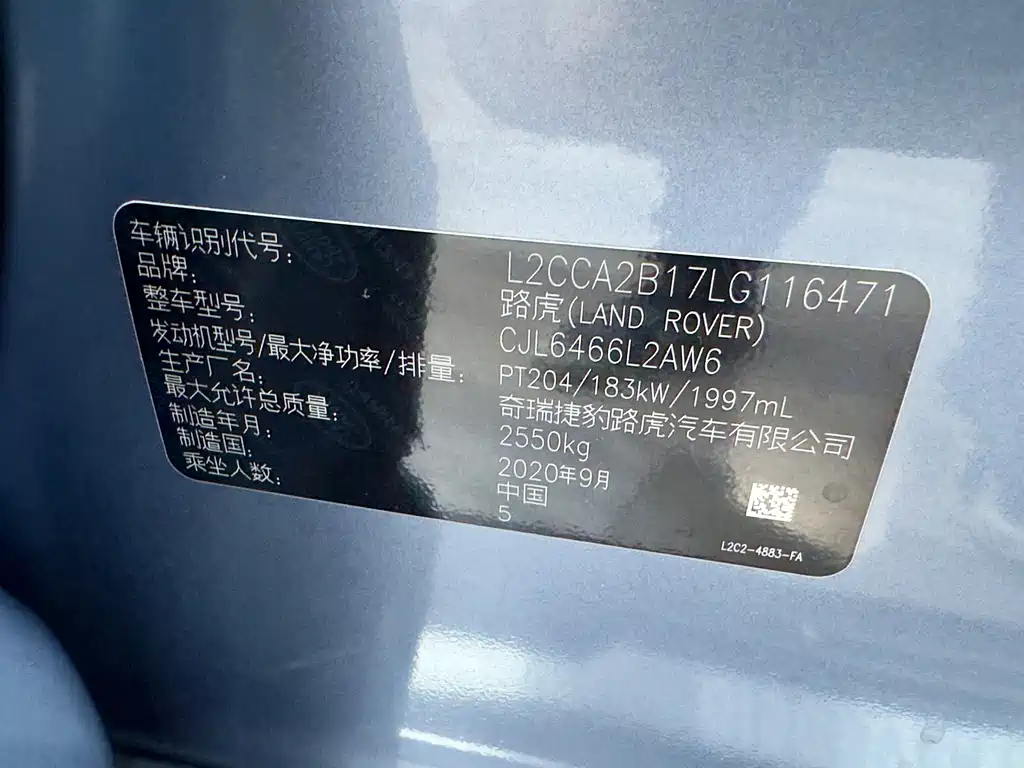 车辆识别代号: L2CCA2B17LG116471
品牌: 路虎(LAND ROVER)
整车型号: CJL6466L2AW6
发动机型号/最大净功率/排量: PT204/183kW/1997mL
生产厂名: 奇瑞捷豹路虎汽车有限公司
最大允许总质量: 2550kg
制造年月: 2020年9月
制造国: 中国
乘坐人数: 5
L2C2-4883-FA